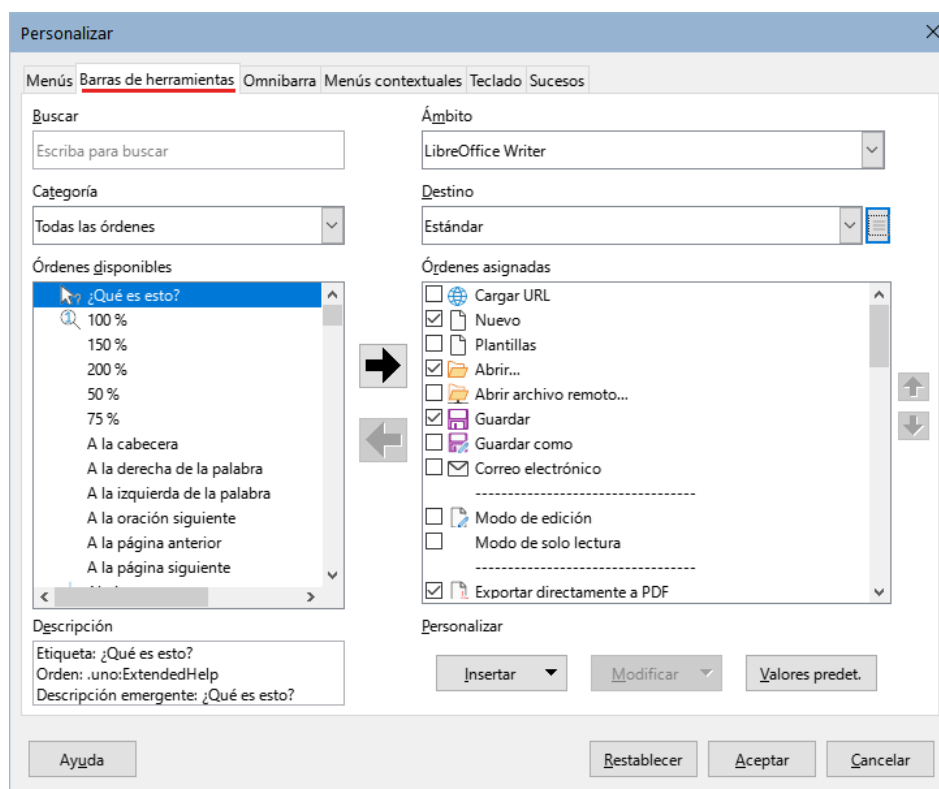 Personalizar
Menús Barras de herramientas Omnibarra Menús contextuales Teclado Sucesos
Buscar
Escriba para buscar
Categoría
Todas las órdenes
Órdenes disponibles
¿Qué es esto?
100 %
150 %
200 %
50 %
75 %
A la cabecera
A la derecha de la palabra
A la izquierda de la palabra
A la oración siguiente
A la página anterior
A la página siguiente
Descripción
Etiqueta: ¿Qué es esto?
Orden: .uno:ExtendedHelp
Descripción emergente: ¿Qué es esto?
Ámbito
LibreOffice Writer
Destino
Estándar
Órdenes asignadas
Cargar URL
Nuevo
Plantillas
Abrir...
Abrir archivo remoto...
Guardar
Guardar como
Correo electrónico
----------------------------------
Modo de edición
Modo de solo lectura
----------------------------------
Exportar directamente a PDF
Personalizar
Insertar Modificar Valores predet.
Ayuda Restablecer Aceptar Cancelar